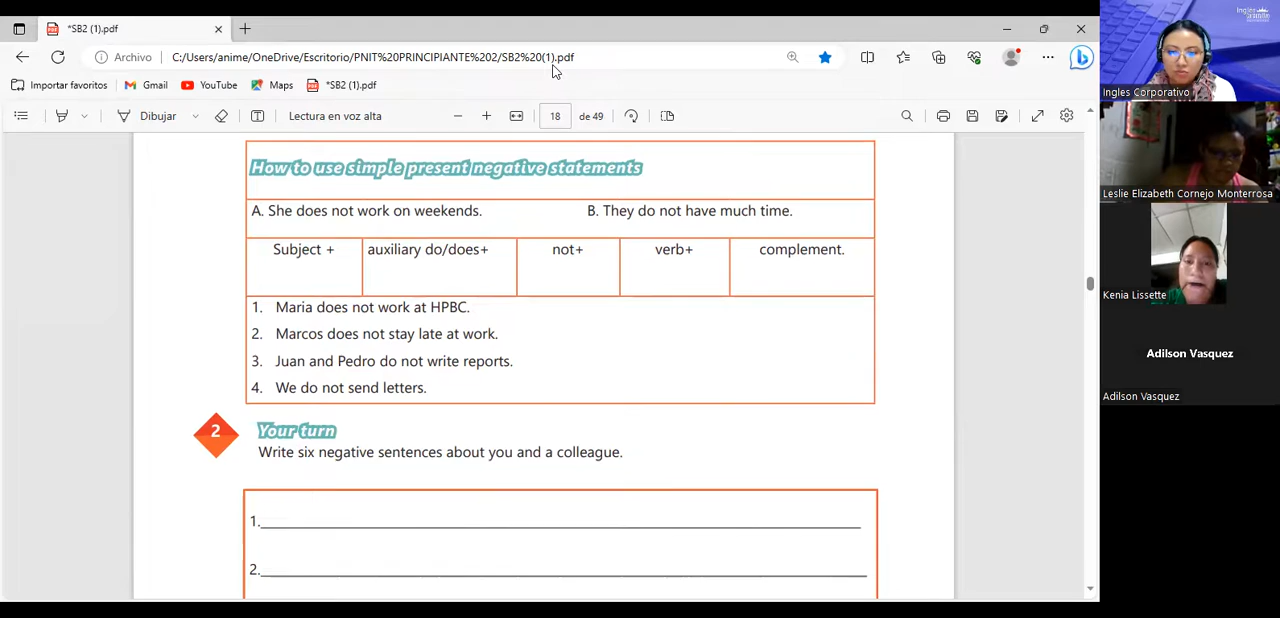 *SB2 (1).pdf
Archivo C:/Users/anime/OneDrive/Escritorio/PNIT%20PRINCIPIANTE%202/SB2%20(1).pdf
Importar favoritos Gmail YouTube Maps *SB2 (1).pdf
Dibujar Lectura en voz alta 18 de 49
How to use simple present negative statements
A. She does not work on weekends. B. They do not have much time.
Subject + auxiliary do/does+ not+ verb+ complement.
1. Maria does not work at HPBC.
2. Marcos does not stay late at work.
3. Juan and Pedro do not write reports.
4. We do not send letters.
2 Your turn
Write six negative sentences about you and a colleague.
1.
2.
Ingles Corporativo
Leslie Elizabeth Cornejo Monterrosa
Kenia Lissette
Adilson Vasquez
Adilson Vasquez